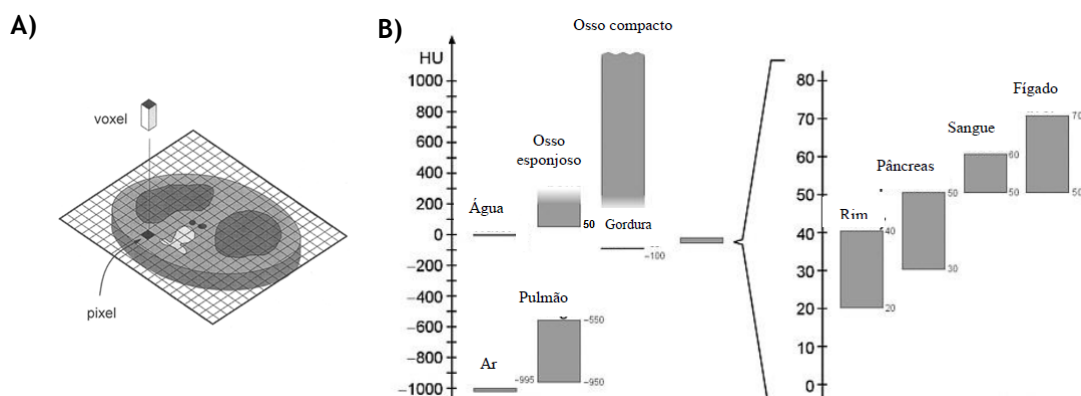 A)
voxel
pixel
B)
HU
1000
800
600
400
200
0
−200
−400
−600
−800
−1000
Água
Osso
esponjoso
50
Osso compacto
Gordura
−100
Pulmão
−550
−950
Ar
−995
80
70
60
50
40
30
20
10
0
Rim
40
20
Pâncreas
50
30
Sangue
60
50
Fígado
70
50